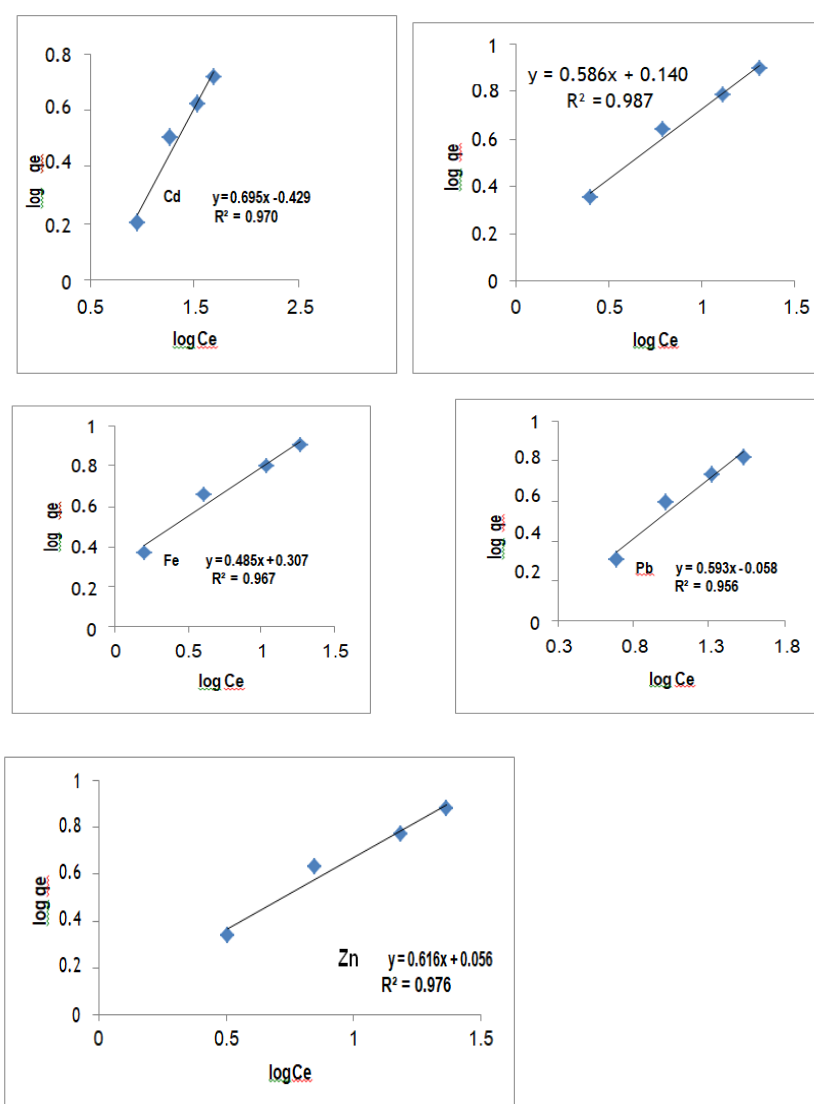 0.8
0.6
0.4
0.2
0
0.5 1.5 2.5
log qe
Cd y=0.695x -0.429
R² = 0.970
log Ce
1
0.8
0.6
0.4
0.2
0
0 0.5 1 1.5
log qe
y = 0.586x + 0.140
R² = 0.987
log Ce
1
0.8
0.6
0.4
0.2
0
0 0.5 1 1.5
log qe
Fe y=0.485x+0.307
R² = 0.967
log Ce
1
0.8
0.6
0.4
0.2
0
0.3 0.8 1.3 1.8
log qe
Pb y = 0.593x -0.058
R² = 0.956
log Ce
1
0.8
0.6
0.4
0.2
0
0 0.5 1 1.5
log qe
Zn y=0.616x+0.056
R² = 0.976
logCe